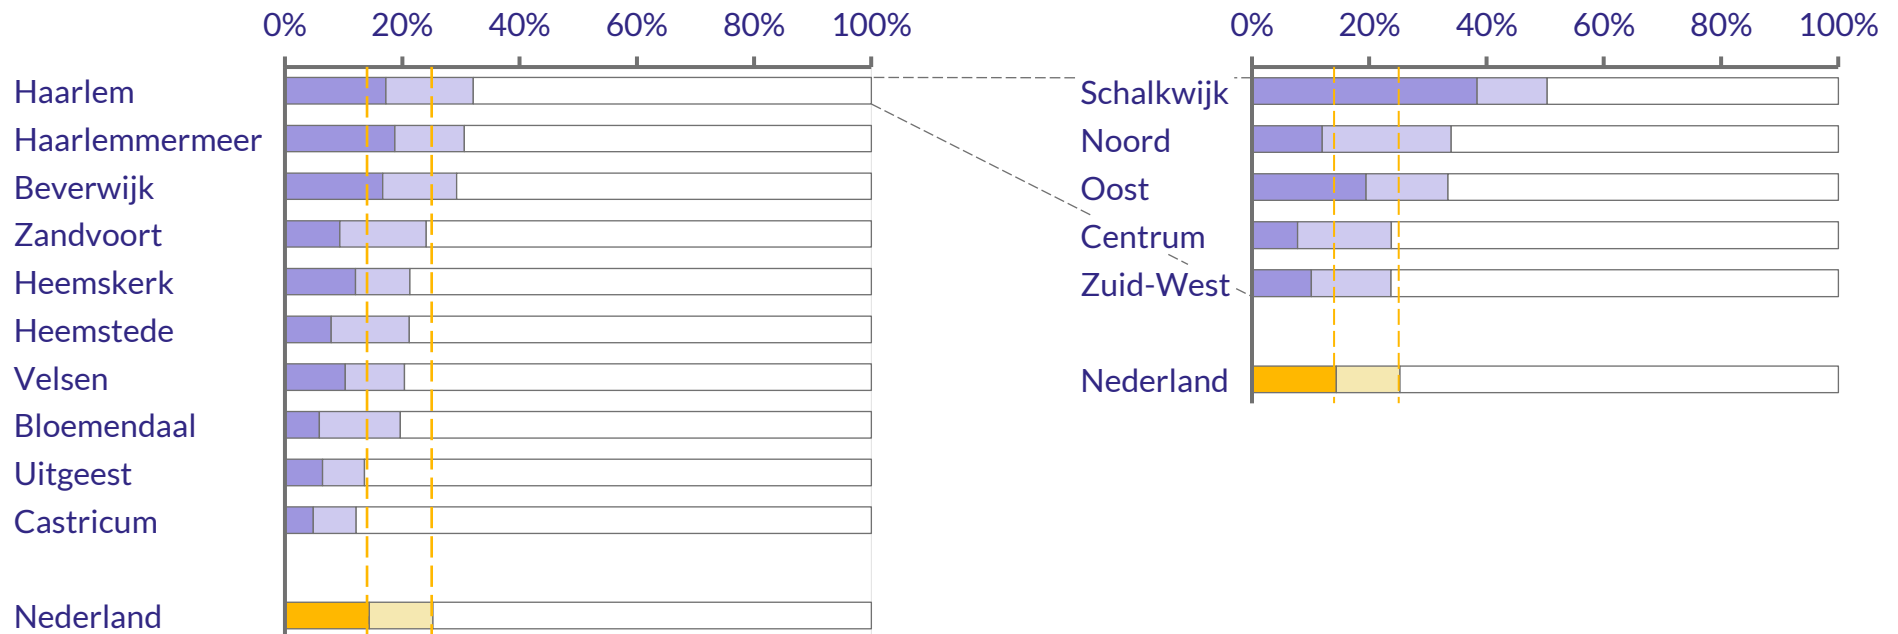 0% 20% 40% 60% 80% 100%
Haarlem
Haarlemmermeer
Beverwijk
Zandvoort
Heemskerk
Heemstede
Velsen
Bloemendaal
Uitgeest
Castricum
Nederland
0% 20% 40% 60% 80% 100%
Schalkwijk
Noord
Oost
Centrum
Zuid-West
Nederland